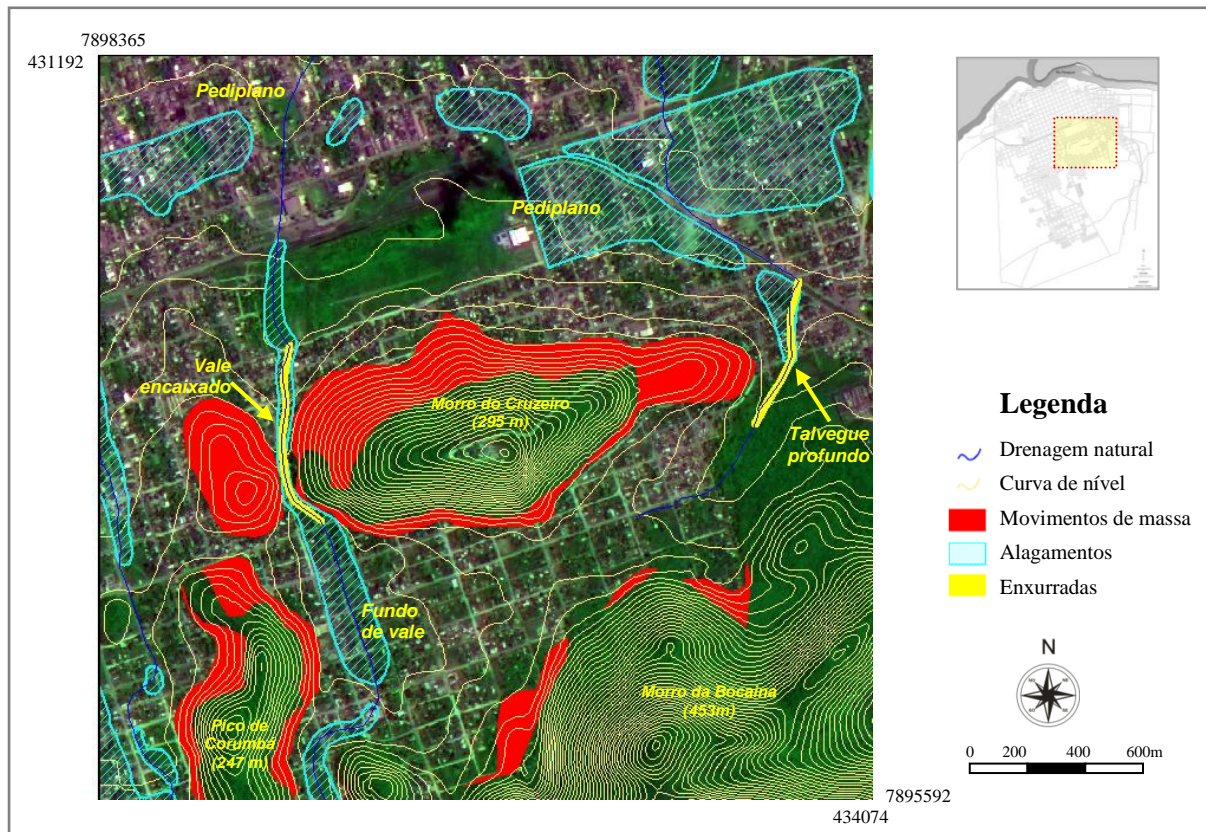 7898365
431192
Pediplano
Pediplano
Vale
encaixado
Morro do Cruzeiro
(295 m)
Talvegue
profundo
Fundo
de vale
Morro da Bocaina
(453m)
Pico de
Corumbá
(247 m)
7895592
434074
Legenda
Drenagem natural
Curva de nível
Movimentos de massa
Alagamentos
Enxurradas
N
0 200 400 600m